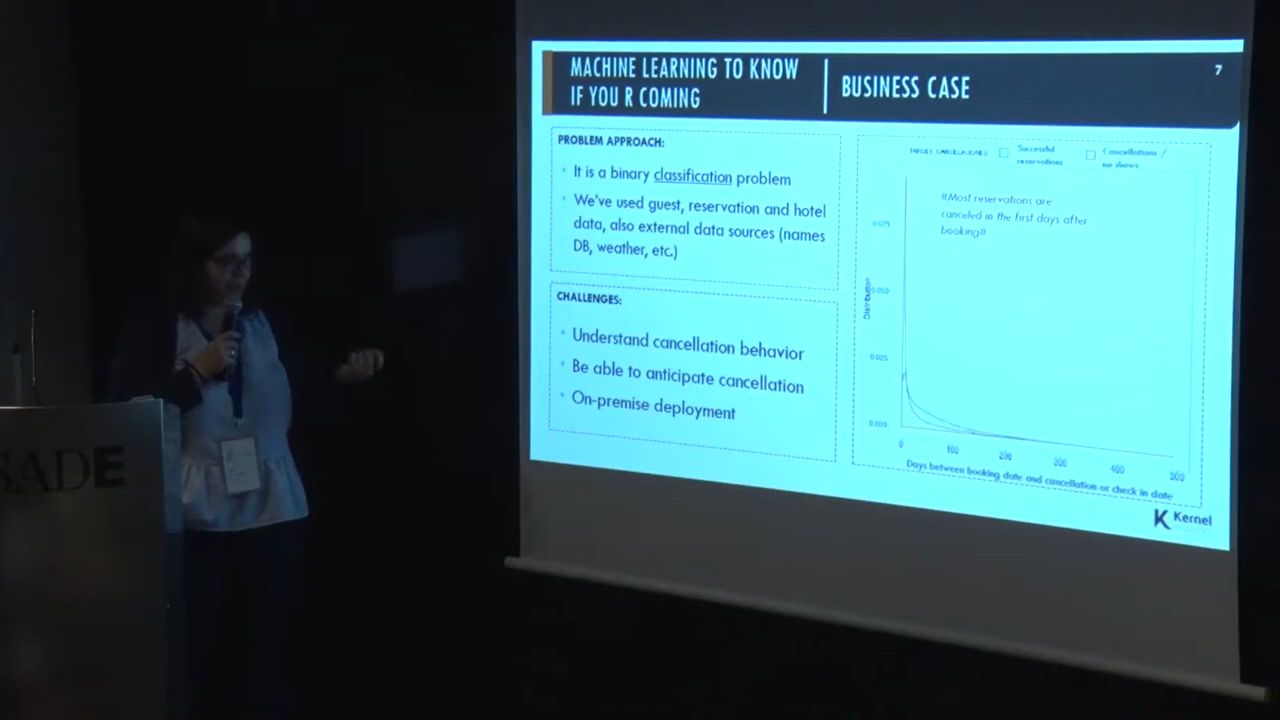 MACHINE LEARNING TO KNOW
IF YOU R COMING
BUSINESS CASE
7
PROBLEM APPROACH:
It is a binary classification problem
We've used guest, reservation and hotel
data, also external data sources (names
DB, weather, etc.)
CHALLENGES:
Understand cancellation behavior
Be able to anticipate cancellation
On-premise deployment
TARGET CANCELLATIONS
Successful
reservations
Cancellations /
no shows
«Most reservations are
canceled in the first days after
booking»
Distribution
0.075
0.050
0.025
0.000
0 100 200 300 400 500
Days between booking date and cancellation or check in date
K Kernel
SADE